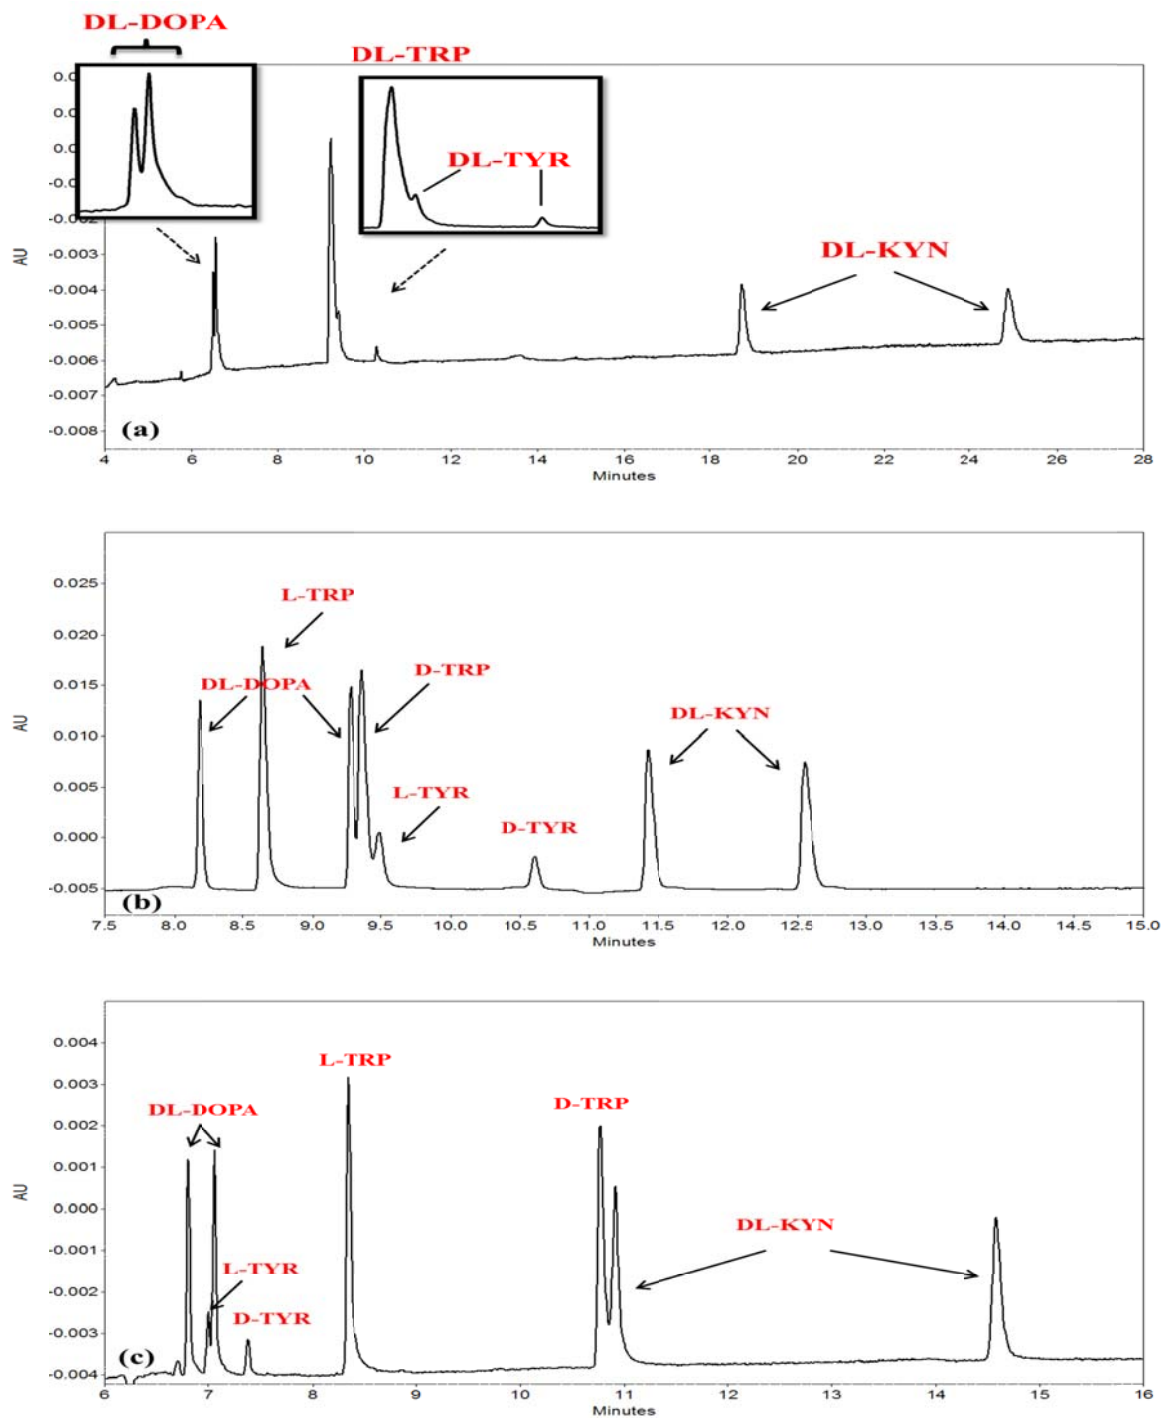 DL-DOPA
DL-TRP
DL-TYR
DL-KYN
-0.003
-0.004
-0.005
-0.006
-0.007
-0.008
AU
(a)
4 6 8 10 12 14 16 18 20 22 24 26 28
Minutes
0.025
0.020
0.015
0.010
0.005
0.000
-0.005
AU
L-TRP
DL-DOPA
D-TRP
L-TYR
D-TYR
DL-KYN
(b)
7.5 8.0 8.5 9.0 9.5 10.0 10.5 11.0 11.5 12.0 12.5 13.0 13.5 14.0 14.5 15.0
Minutes
0.004
0.003
0.002
0.001
0.000
-0.001
-0.002
-0.003
-0.004
AU
L-TRP
D-TRP
DL-DOPA
L-TYR
D-TYR
DL-KYN
(c)
6 7 8 9 10 11 12 13 14 15 16
Minutes